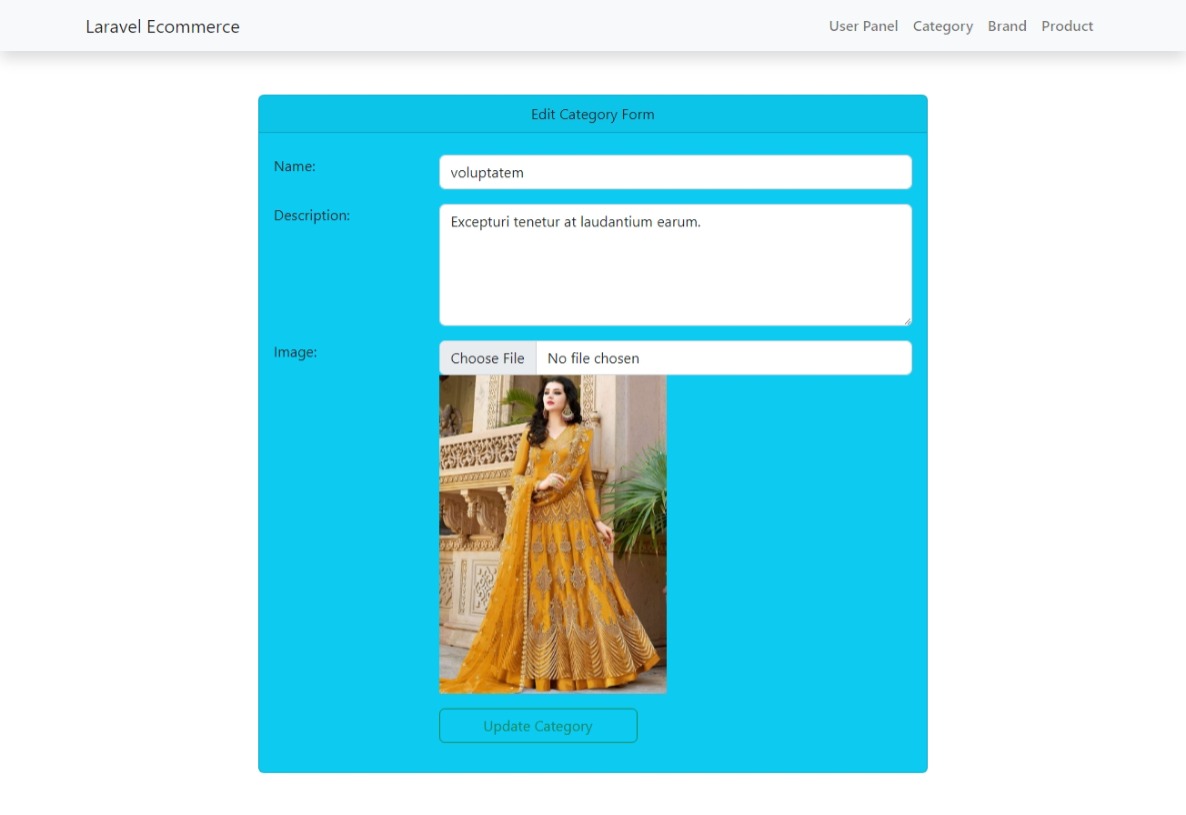 Laravel Ecommerce
User Panel Category Brand Product
Edit Category Form
Name:
voluptatem
Description:
Excepturi tenetur at laudantium earum.
Image:
Choose File No file chosen
Update Category